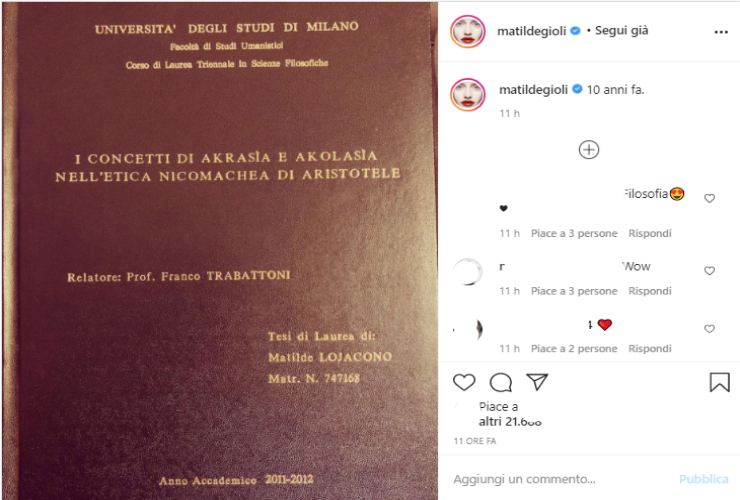 UNIVERSITA' DEGLI STUDI DI MILANO
Facoltà di Studi Umanistici
Corso di Laurea Triennale in Scienze Filosofiche
I CONCETTI DI AKRASÌA E AKOLASÌA
NELL'ETICA NICOMACHEA DI ARISTOTELE
Relatore: Prof. Franco TRABATTONI
Tesi di Laurea di:
Matilde LOJACONO
Matr. N. 747168
Anno Accademico 2011-2012
matildegioli • Segui già
matildegioli 10 anni fa.
11 h
Filosofia😍
♥
11 h Piace a 3 persone Rispondi
Wow
11 h Piace a 3 persone Rispondi
❤️
11 h Piace a 2 persone Rispondi
Piace a
altri 21.608
11 ORE FA
Aggiungi un commento... Pubblica